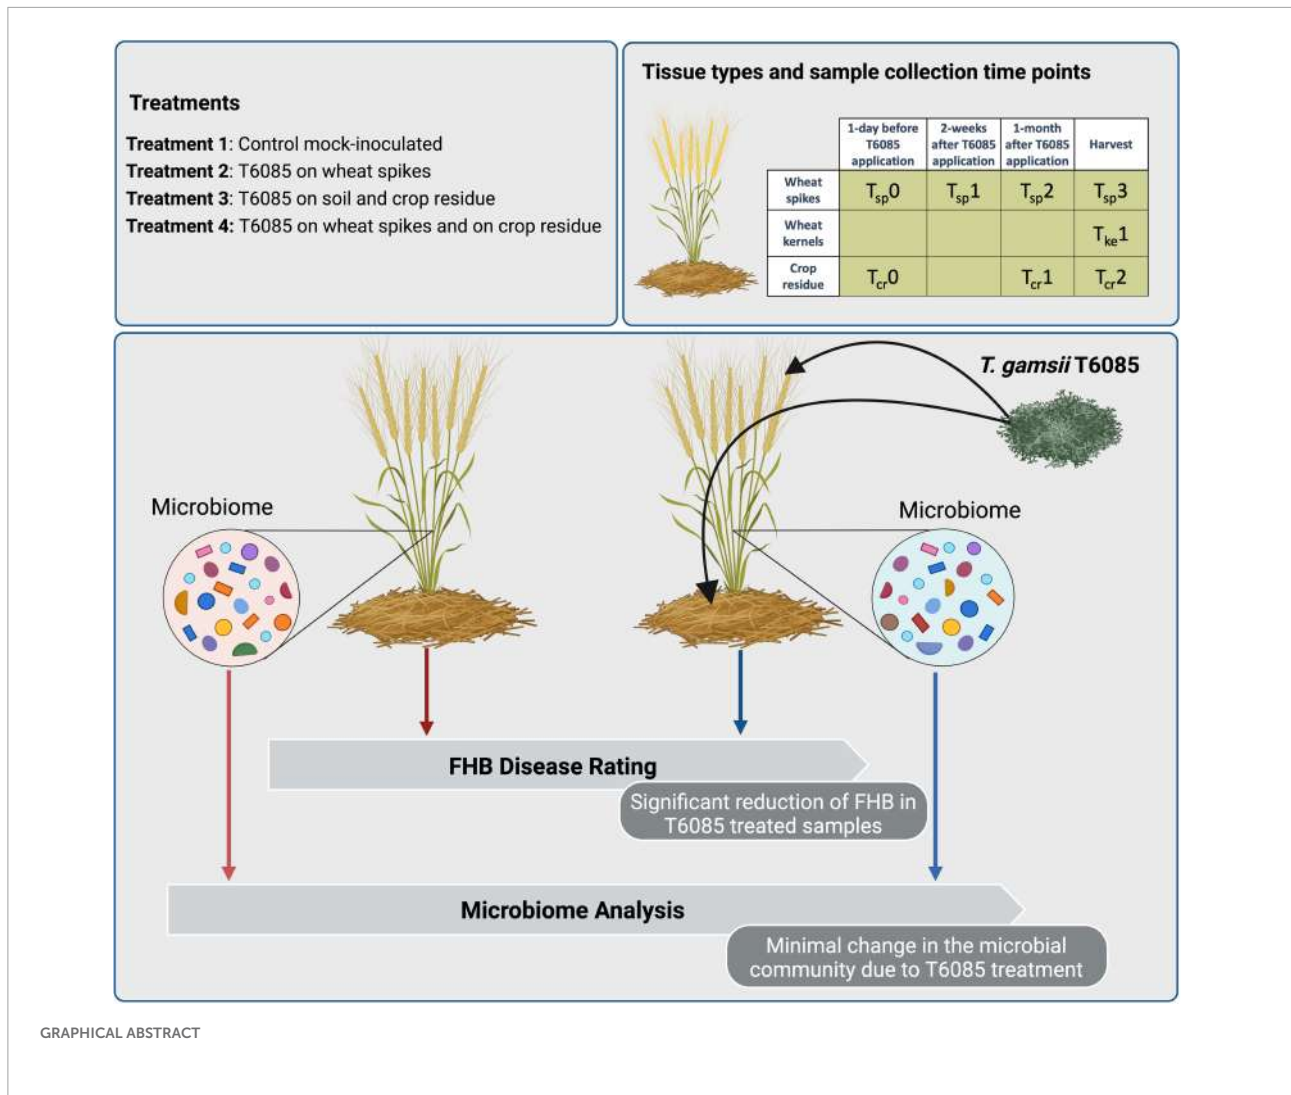 Treatments
Treatment 1: Control mock-inoculated
Treatment 2: T6085 on wheat spikes
Treatment 3: T6085 on soil and crop residue
Treatment 4: T6085 on wheat spikes and on crop residue
Tissue types and sample collection time points
1-day before T6085 application
2-weeks after T6085 application
1-month after T6085 application
Harvest
Wheat spikes
Tsp0
Tsp1
Tsp2
Tsp3
Wheat kernels
Tke1
Crop residue
Tcr0
Tcr1
Tcr2
T. gamsii T6085
Microbiome
Microbiome
FHB Disease Rating
Significant reduction of FHB in
T6085 treated samples
Microbiome Analysis
Minimal change in the microbial
community due to T6085 treatment
GRAPHICAL ABSTRACT